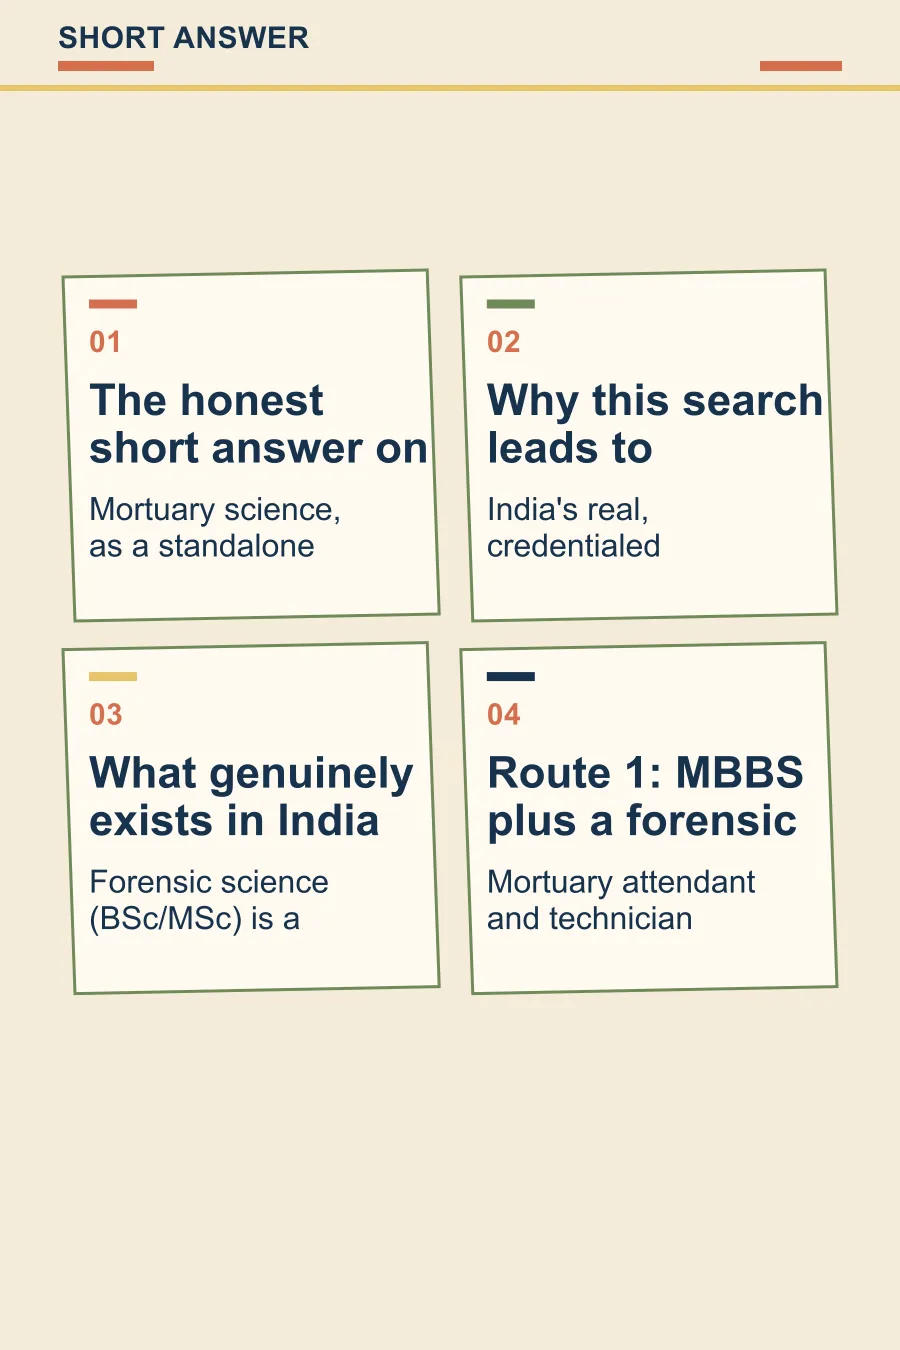 SHORT ANSWER
01
The honest
short answer on
Mortuary science,
as a standalone
02
Why this search
leads to
India's real,
credentialed
03
What genuinely
exists in India
Forensic science
(BSc/MSc) is a
04
Route 1: MBBS
plus a forensic
Mortuary attendant
and technician